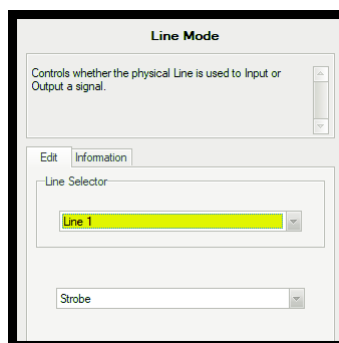 Line Mode
Controls whether the physical Line is used to Input or
Output a signal.
Edit Information
Line Selector
Line 1
Strobe